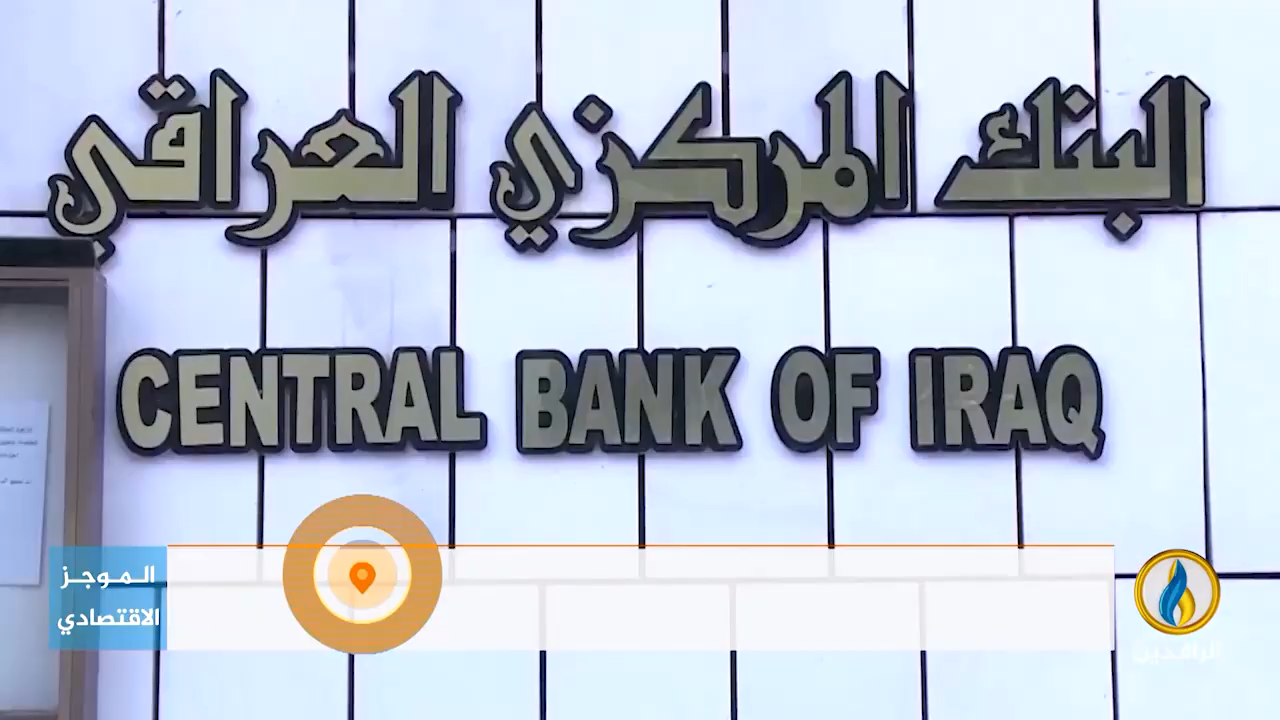 البنك المركزي العراقي
CENTRAL BANK OF IRAQ
الموجز
الاقتصادي
الرافدين